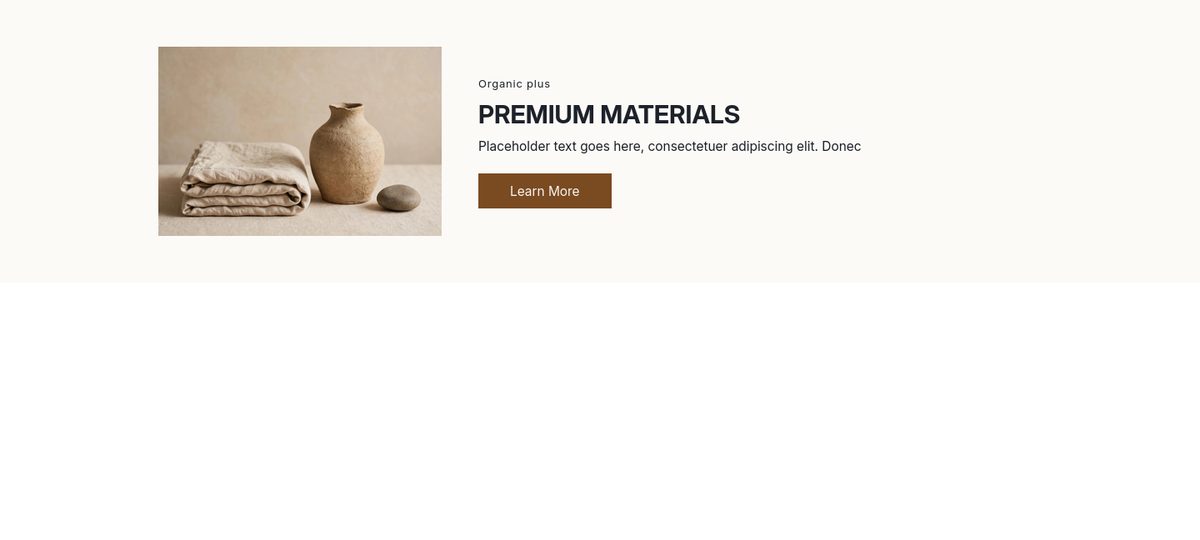 Organic plus
PREMIUM MATERIALS
Placeholder text goes here, consectetuer adipiscing elit. Donec
Learn More